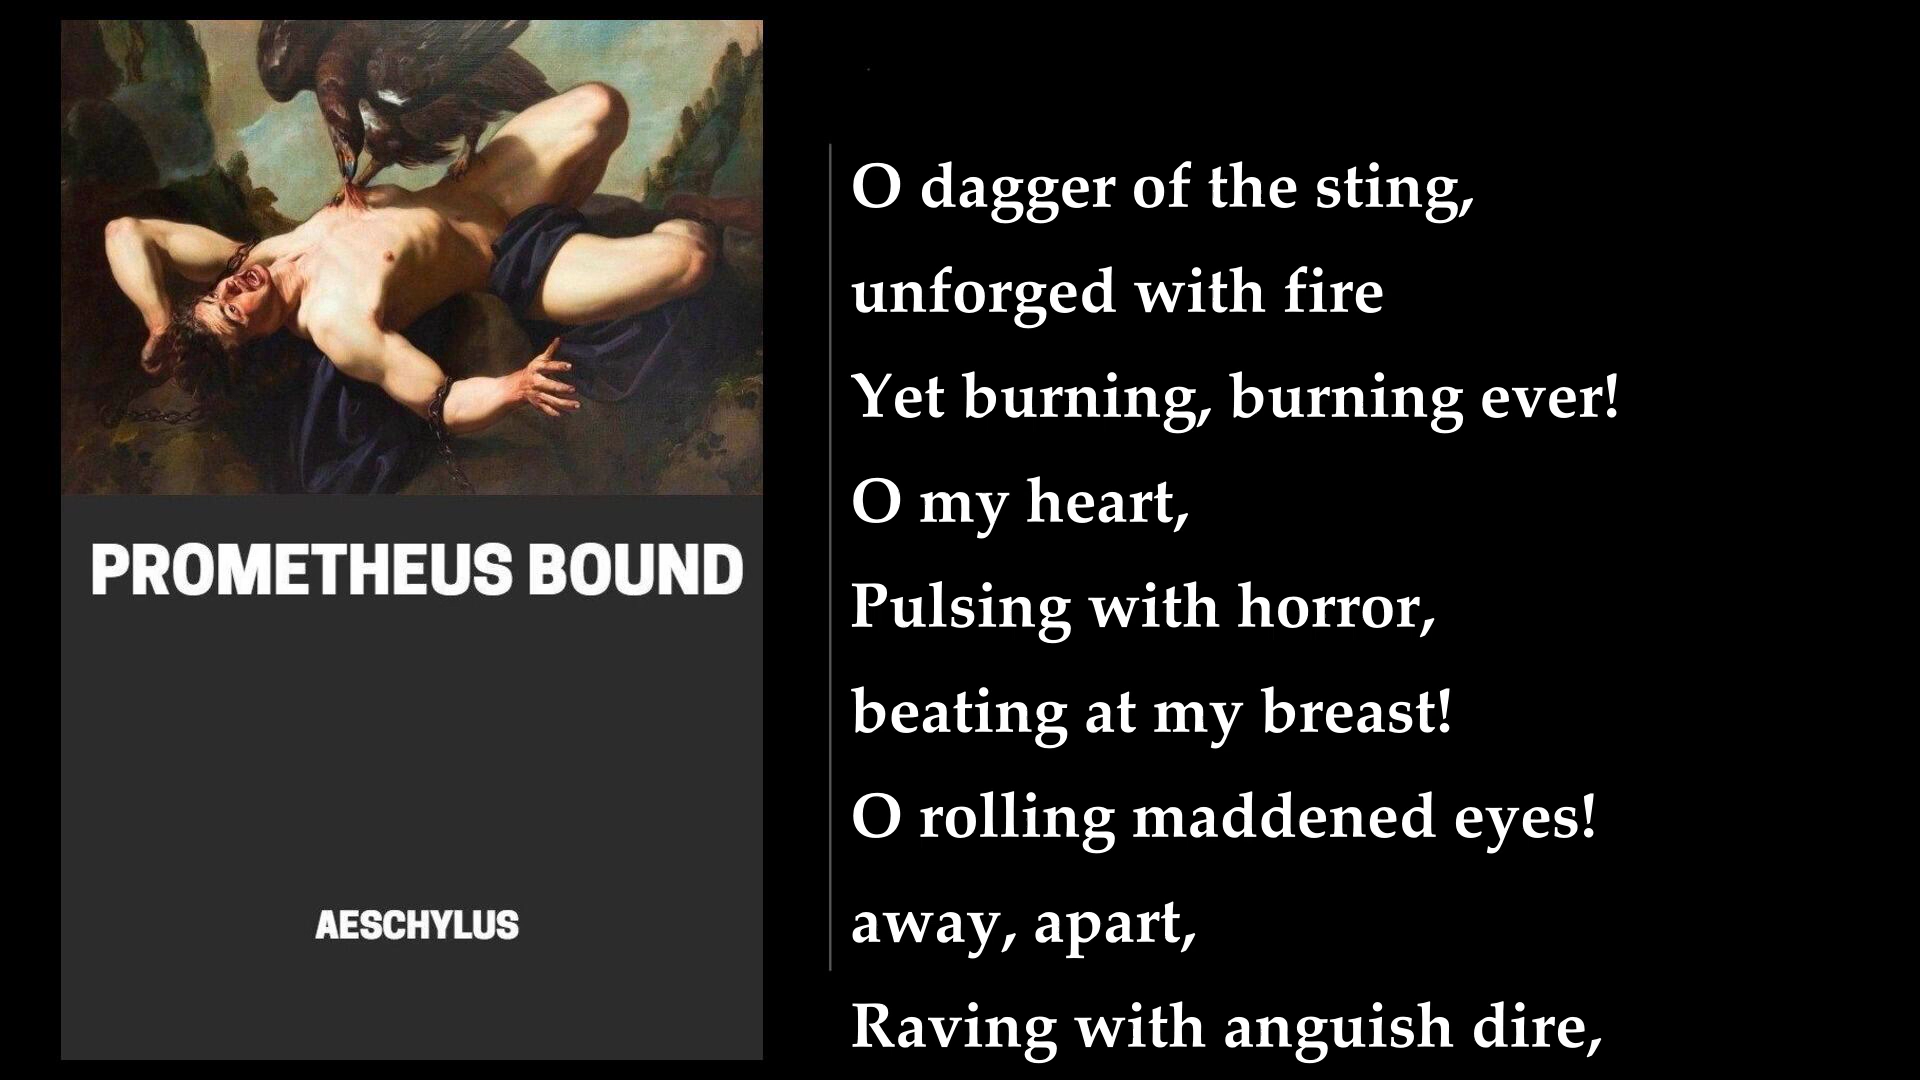 PROMETHEUS BOUND
AESCHYLUS
O dagger of the sting,
unforged with fire
Yet burning, burning ever!
O my heart,
Pulsing with horror,
beating at my breast!
O rolling maddened eyes!
away, apart,
Raving with anguish dire,